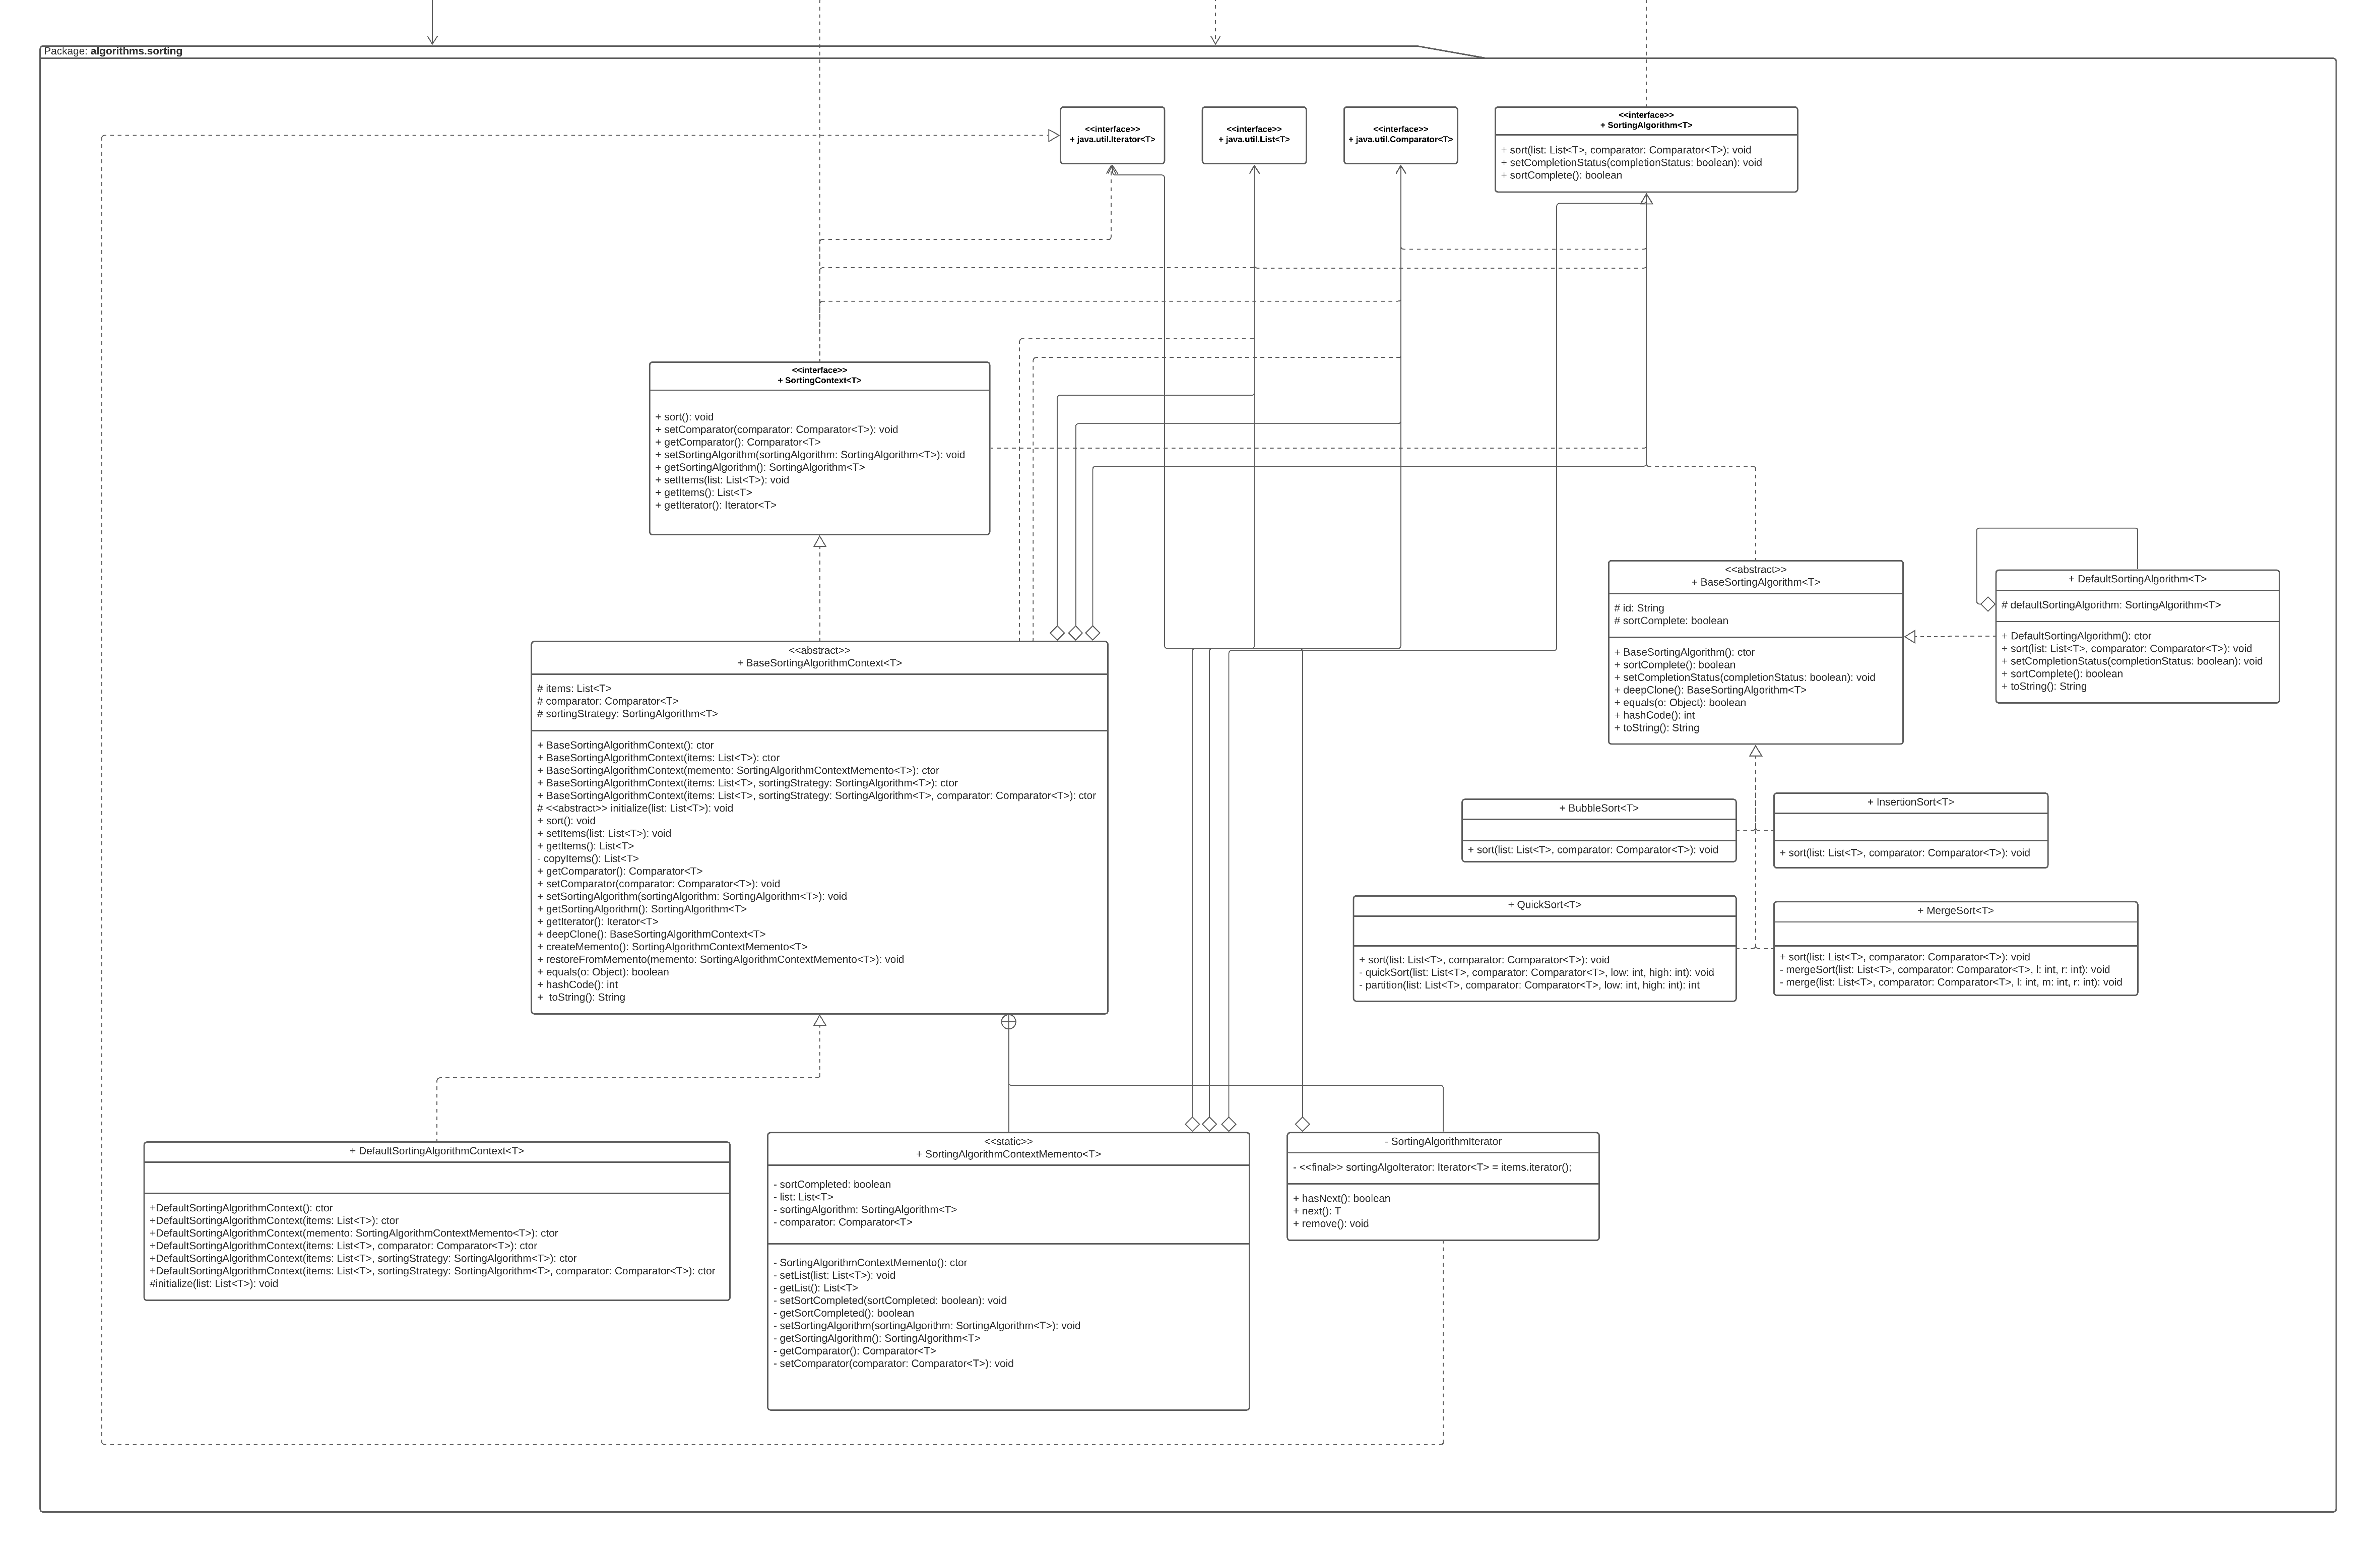 Package: algorithms.sorting
<<interface>>
+ java.util.Iterator<T>
<<interface>>
+ java.util.List<T>
<<interface>>
+ java.util.Comparator<T>
<<interface>>
+ SortingAlgorithm<T>
+ sort(list: List<T>, comparator: Comparator<T>): void
+ setCompletionStatus(completionStatus: boolean): void
+ sortComplete(): boolean
<<interface>>
+ SortingContext<T>
+ sort(): void
+ setComparator(comparator: Comparator<T>): void
+ getComparator(): Comparator<T>
+ setSortingAlgorithm(sortingAlgorithm: SortingAlgorithm<T>): void
+ getSortingAlgorithm(): SortingAlgorithm<T>
+ setItems(list: List<T>): void
+ getItems(): List<T>
+ getIterator(): Iterator<T>
<<abstract>>
+ BaseSortingAlgorithm<T>
# id: String
# sortComplete: boolean
+ BaseSortingAlgorithm(): ctor
+ sortComplete(): boolean
+ setCompletionStatus(completionStatus: boolean): void
+ deepClone(): BaseSortingAlgorithm<T>
+ equals(o: Object): boolean
+ hashCode(): int
+ toString(): String
+ DefaultSortingAlgorithm<T>
# defaultSortingAlgorithm: SortingAlgorithm<T>
+ DefaultSortingAlgorithm(): ctor
+ sort(list: List<T>, comparator: Comparator<T>): void
+ setCompletionStatus(completionStatus: boolean): void
+ sortComplete(): boolean
+ toString(): String
<<abstract>>
+ BaseSortingAlgorithmContext<T>
# items: List<T>
# comparator: Comparator<T>
# sortingStrategy: SortingAlgorithm<T>
+ BaseSortingAlgorithmContext(): ctor
+ BaseSortingAlgorithmContext(items: List<T>): ctor
+ BaseSortingAlgorithmContext(memento: SortingAlgorithmContextMemento<T>): ctor
+ BaseSortingAlgorithmContext(items: List<T>, sortingStrategy: SortingAlgorithm<T>): ctor
+ BaseSortingAlgorithmContext(items: List<T>, sortingStrategy: SortingAlgorithm<T>, comparator: Comparator<T>): ctor
# <<abstract>> initialize(list: List<T>): void
+ sort(): void
+ setItems(list: List<T>): void
+ getItems(): List<T>
- copyItems(): List<T>
+ getComparator(): Comparator<T>
+ setComparator(comparator: Comparator<T>): void
+ setSortingAlgorithm(sortingAlgorithm: SortingAlgorithm<T>): void
+ getSortingAlgorithm(): SortingAlgorithm<T>
+ getIterator(): Iterator<T>
+ deepClone(): BaseSortingAlgorithmContext<T>
+ createMemento(): SortingAlgorithmContextMemento<T>
+ restoreFromMemento(memento: SortingAlgorithmContextMemento<T>): void
+ equals(o: Object): boolean
+ hashCode(): int
+ toString(): String
+ BubbleSort<T>
+ sort(list: List<T>, comparator: Comparator<T>): void
+ InsertionSort<T>
+ sort(list: List<T>, comparator: Comparator<T>): void
+ QuickSort<T>
+ sort(list: List<T>, comparator: Comparator<T>): void
- quickSort(list: List<T>, comparator: Comparator<T>, low: int, high: int): void
- partition(list: List<T>, comparator: Comparator<T>, low: int, high: int): int
+ MergeSort<T>
+ sort(list: List<T>, comparator: Comparator<T>): void
- mergeSort(list: List<T>, comparator: Comparator<T>, l: int, r: int): void
- merge(list: List<T>, comparator: Comparator<T>, l: int, m: int, r: int): void
+ DefaultSortingAlgorithmContext<T>
+DefaultSortingAlgorithmContext(): ctor
+DefaultSortingAlgorithmContext(items: List<T>): ctor
+DefaultSortingAlgorithmContext(memento: SortingAlgorithmContextMemento<T>): ctor
+DefaultSortingAlgorithmContext(items: List<T>, comparator: Comparator<T>): ctor
+DefaultSortingAlgorithmContext(items: List<T>, sortingStrategy: SortingAlgorithm<T>): ctor
+DefaultSortingAlgorithmContext(items: List<T>, sortingStrategy: SortingAlgorithm<T>, comparator: Comparator<T>): ctor
#initialize(list: List<T>): void
<<static>>
+ SortingAlgorithmContextMemento<T>
- sortCompleted: boolean
- list: List<T>
- sortingAlgorithm: SortingAlgorithm<T>
- comparator: Comparator<T>
- SortingAlgorithmContextMemento(): ctor
- setList(list: List<T>): void
- getList(): List<T>
- setSortCompleted(sortCompleted: boolean): void
- getSortCompleted(): boolean
- setSortingAlgorithm(sortingAlgorithm: SortingAlgorithm<T>): void
- getSortingAlgorithm(): SortingAlgorithm<T>
- getComparator(): Comparator<T>
- setComparator(comparator: Comparator<T>): void
- SortingAlgorithmIterator
- <<final>> sortingAlgoIterator: Iterator<T> = items.iterator();
+ hasNext(): boolean
+ next(): T
+ remove(): void